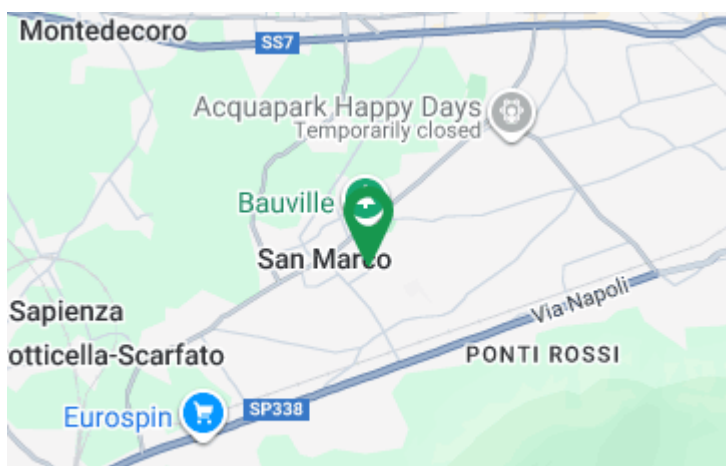 Montedecoro
SS7
Acquapark Happy Days
Temporarily closed
Bauville
San Marco
Sapienza
Via Napoli
otticella-Scarfato
PONTI ROSSI
Eurospin
SP338